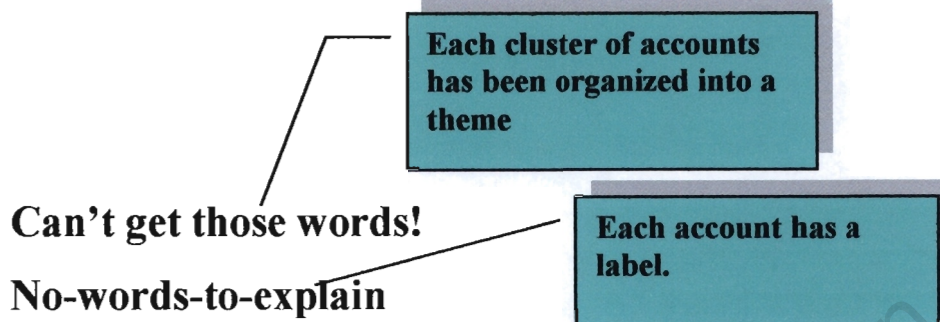 Each cluster of accounts
has been organized into a
theme
Can't get those words!
Each account has a
label.
No-words-to-explain